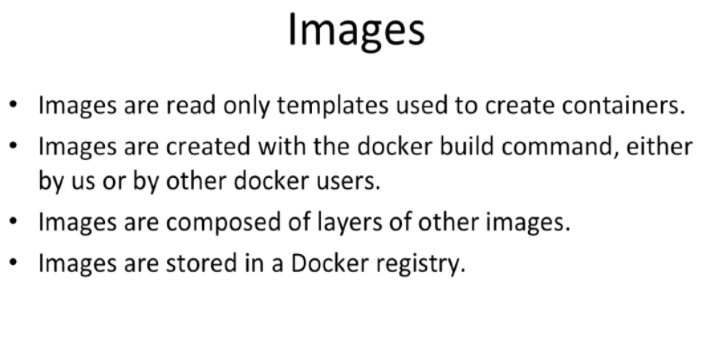 Images
• Images are read only templates used to create containers.
• Images are created with the docker build command, either
by us or by other docker users.
• Images are composed of layers of other images.
• Images are stored in a Docker registry.